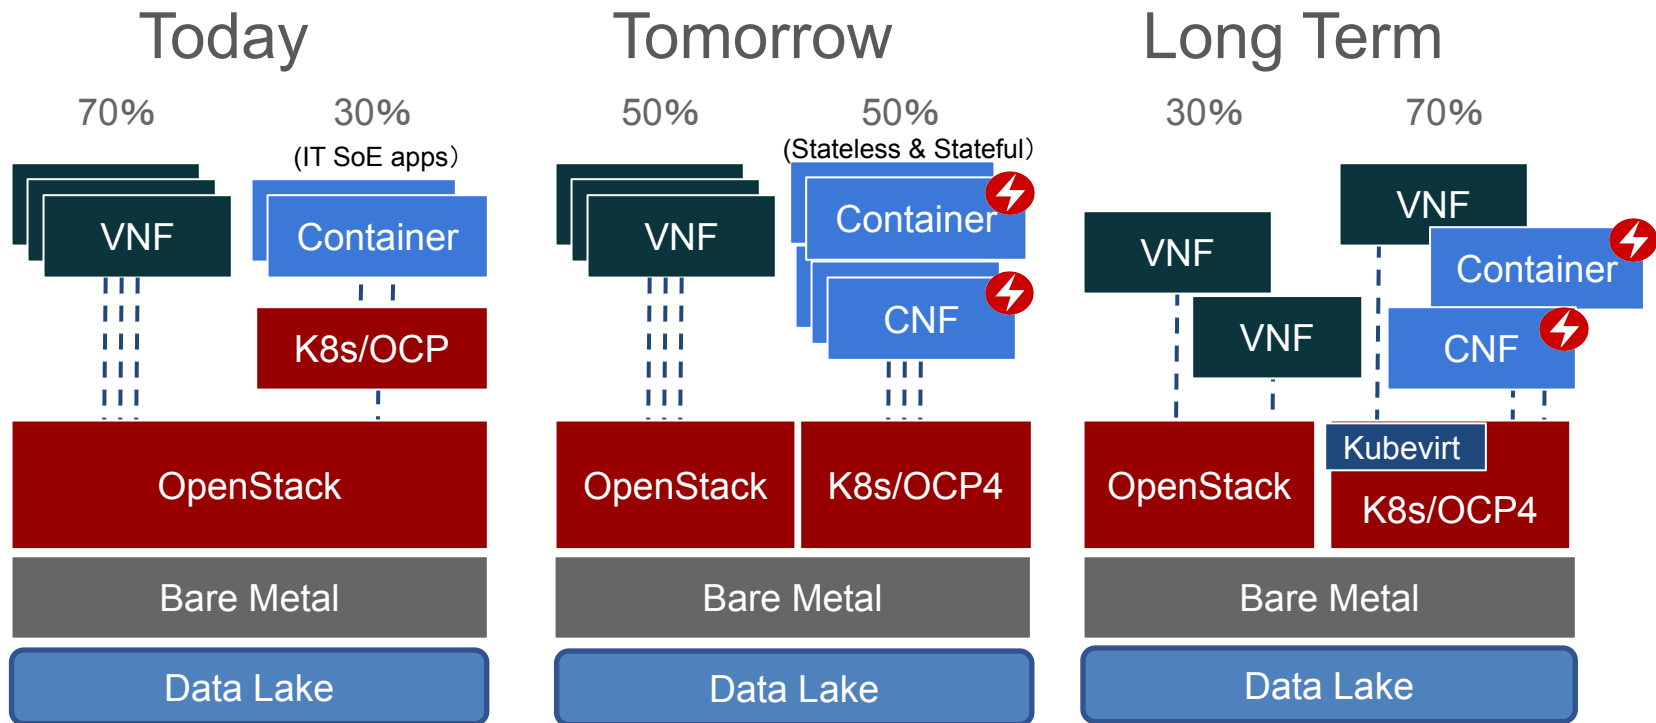 Today
70%
30%
(IT SoE apps）
VNF
Container
K8s/OCP
OpenStack
Bare Metal
Data Lake
Tomorrow
50%
50%
(Stateless & Stateful）
VNF
Container
CNF
OpenStack
K8s/OCP4
Bare Metal
Data Lake
Long Term
30%
70%
VNF
VNF
VNF
Container
CNF
Kubevirt
OpenStack
K8s/OCP4
Bare Metal
Data Lake